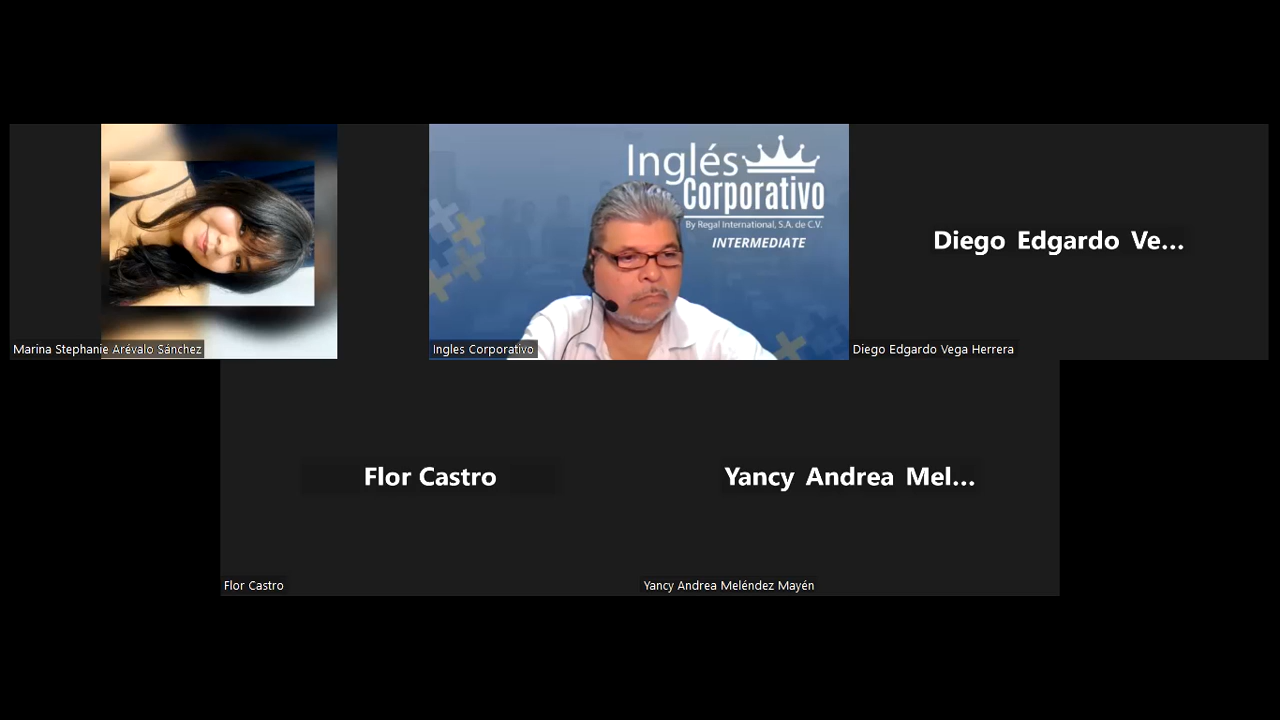 Inglés
Corporativo
By Regal International, S.A. de C.V.
INTERMEDIATE
Diego Edgardo Ve...
Marina Stephanie Arévalo Sánchez
Ingles Corporativo
Diego Edgardo Vega Herrera
Flor Castro
Yancy Andrea Mel...
Flor Castro
Yancy Andrea Meléndez Mayén